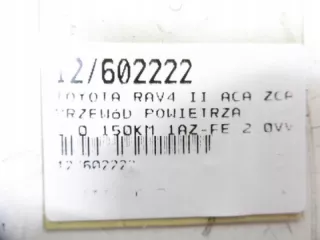 12/602222
TOYOTA RAV4 II ACA ZCA
PRZEWÓD POWIETRZA
2.0 150KM 1AZ-FE 2.0VV
12/602222